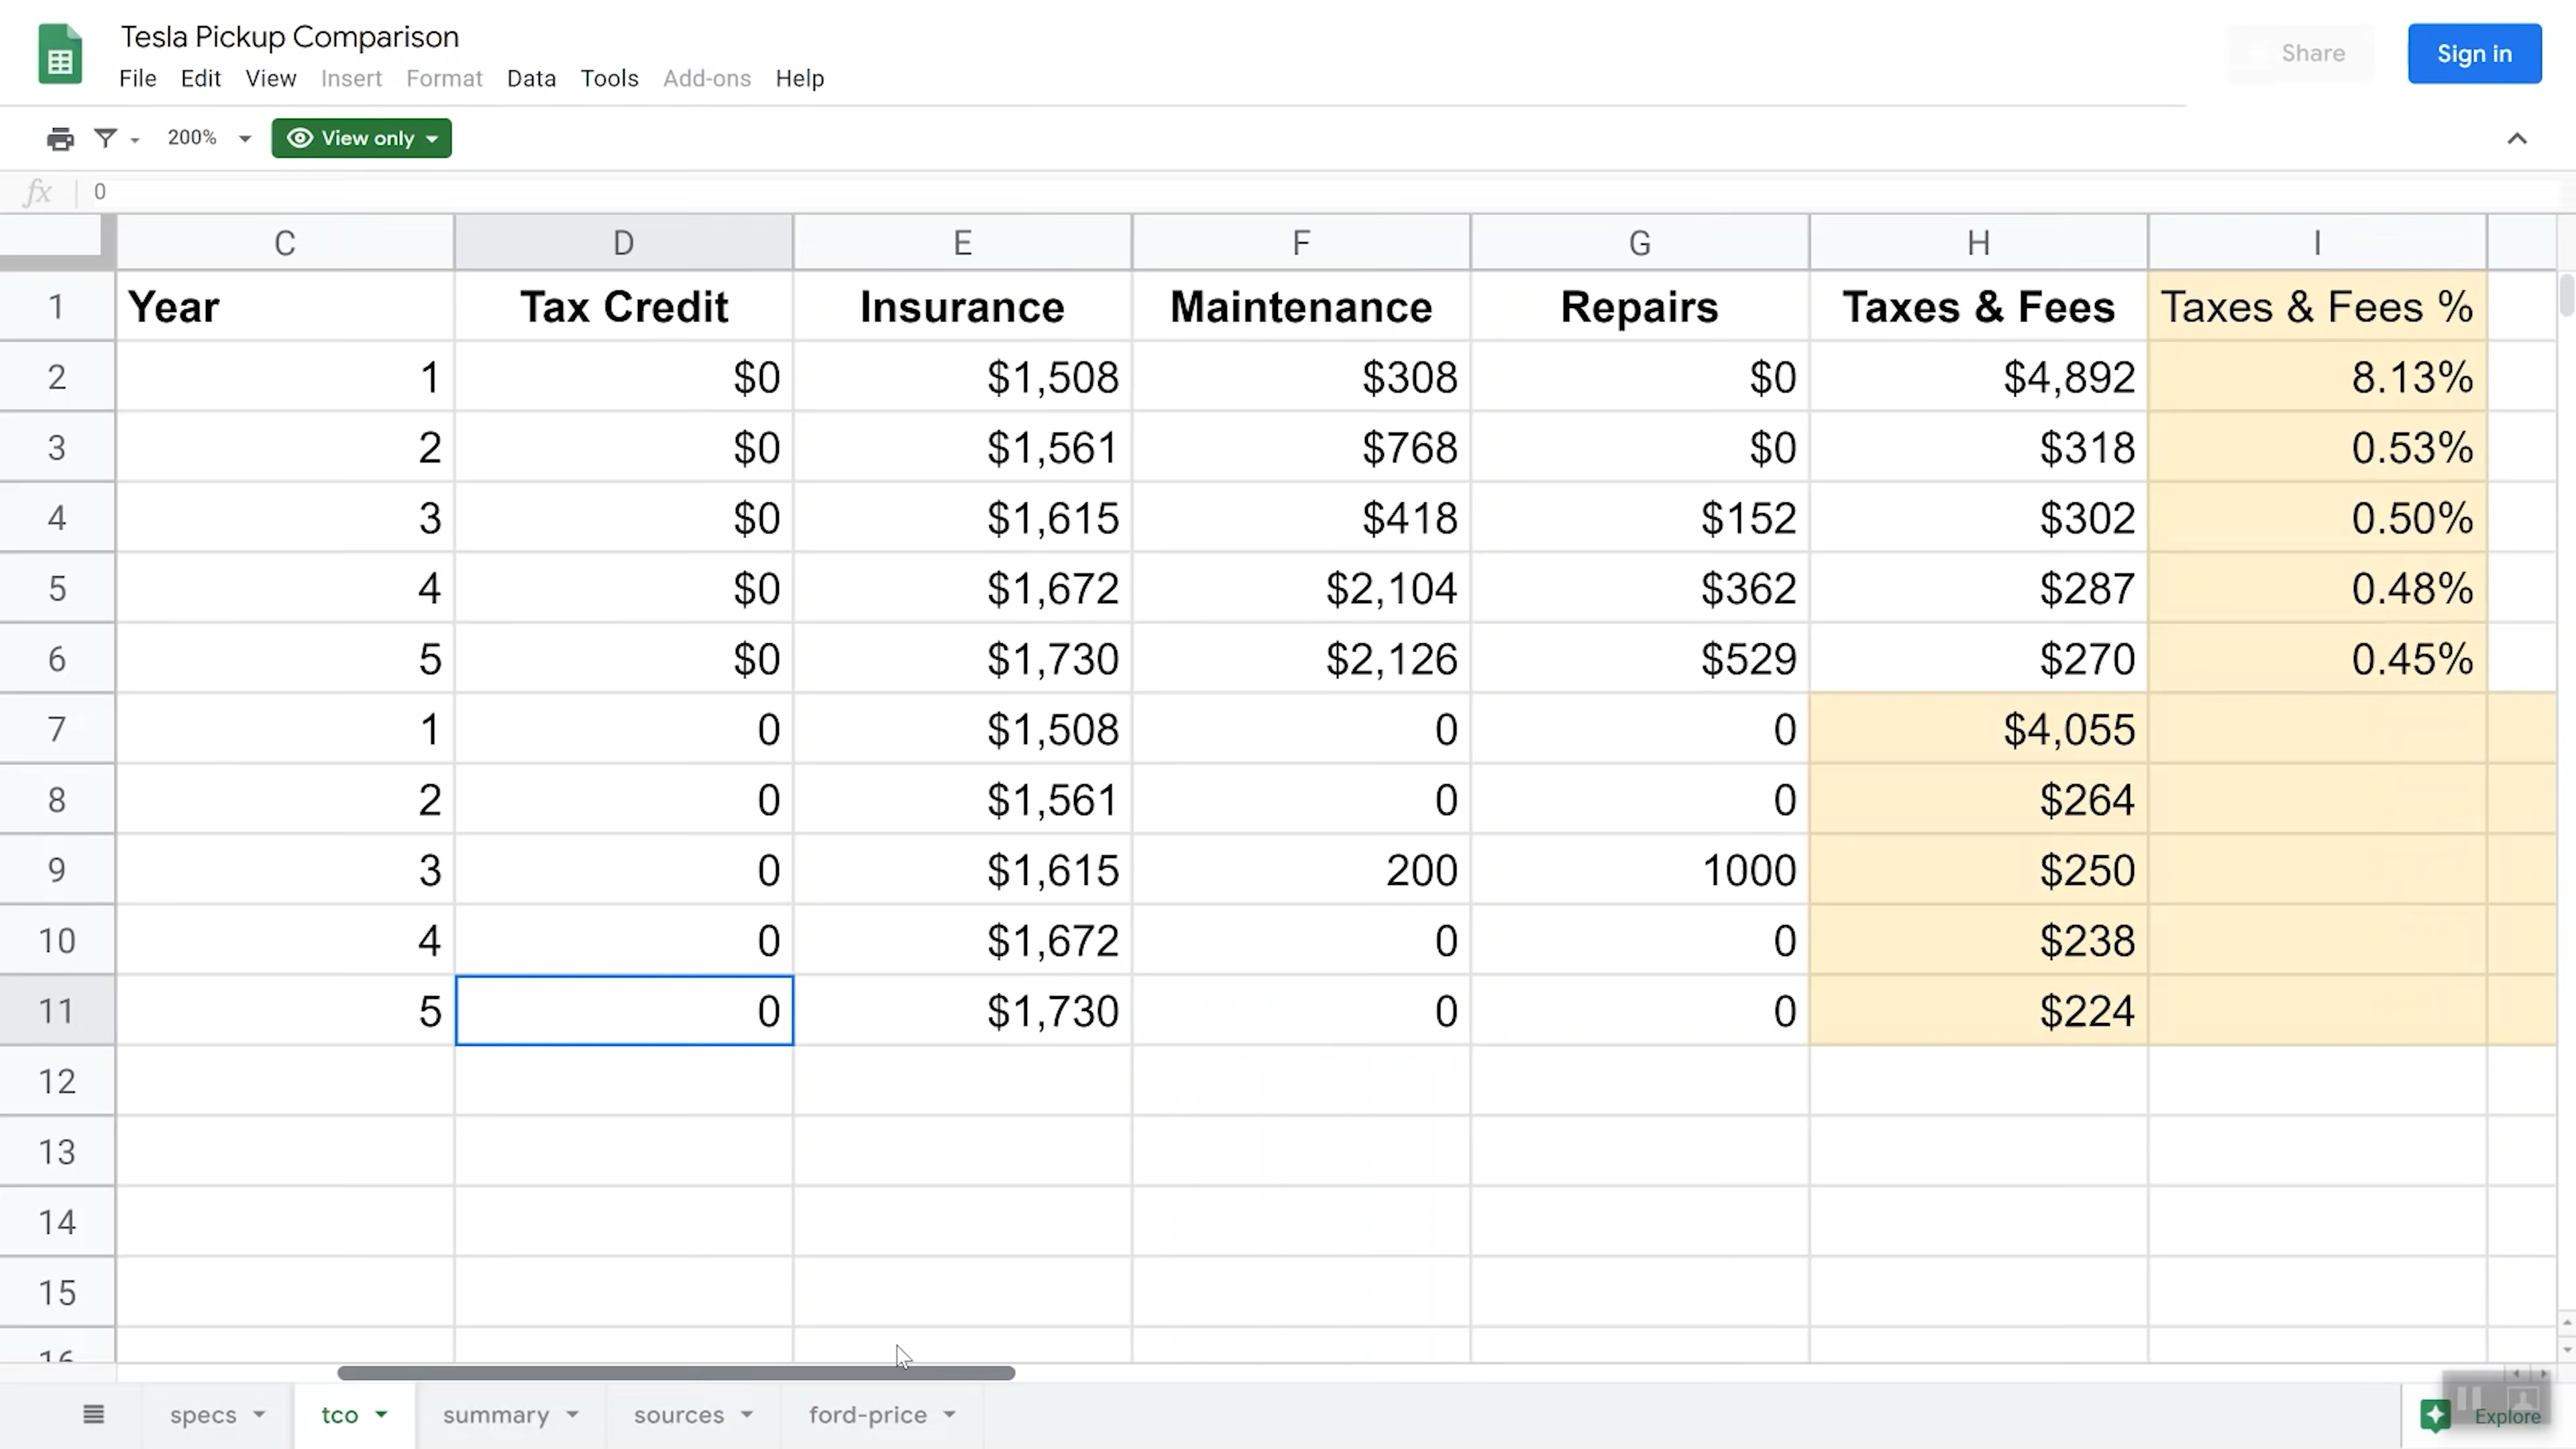 Tesla Pickup Comparison
File Edit View Insert Format Data Tools Add-ons Help
Share
Sign in
200% View only
fx 0
C D E F G H I
1 Year Tax Credit Insurance Maintenance Repairs Taxes & Fees Taxes & Fees %
2 1 $0 $1,508 $308 $0 $4,892 8.13%
3 2 $0 $1,561 $768 $0 $318 0.53%
4 3 $0 $1,615 $418 $152 $302 0.50%
5 4 $0 $1,672 $2,104 $362 $287 0.48%
6 5 $0 $1,730 $2,126 $529 $270 0.45%
7 1 0 $1,508 0 0 $4,055
8 2 0 $1,561 0 0 $264
9 3 0 $1,615 200 1000 $250
10 4 0 $1,672 0 0 $238
11 5 0 $1,730 0 0 $224
12
13
14
15
16
specs tco summary sources ford-price Explore